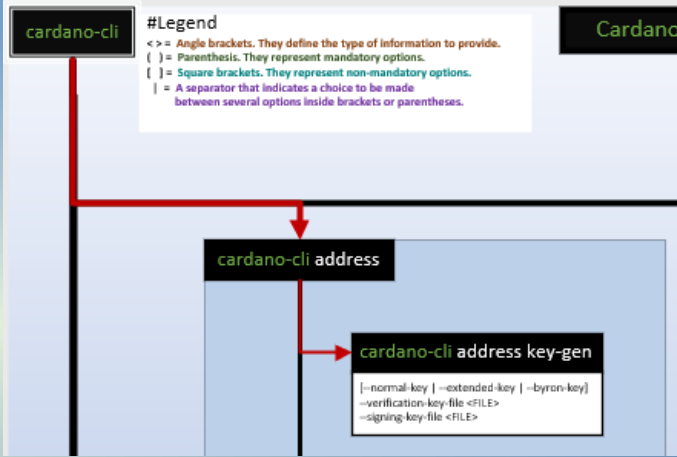 cardano-cli
#Legend
< > = Angle brackets. They define the type of information to provide.
( ) = Parenthesis. They represent mandatory options.
[ ] = Square brackets. They represent non-mandatory options.
| = A separator that indicates a choice to be made
between several options inside brackets or parentheses.
Cardano
cardano-cli address
cardano-cli address key-gen
[--normal-key | --extended-key | --byron-key]
--verification-key-file <FILE>
--signing-key-file <FILE>